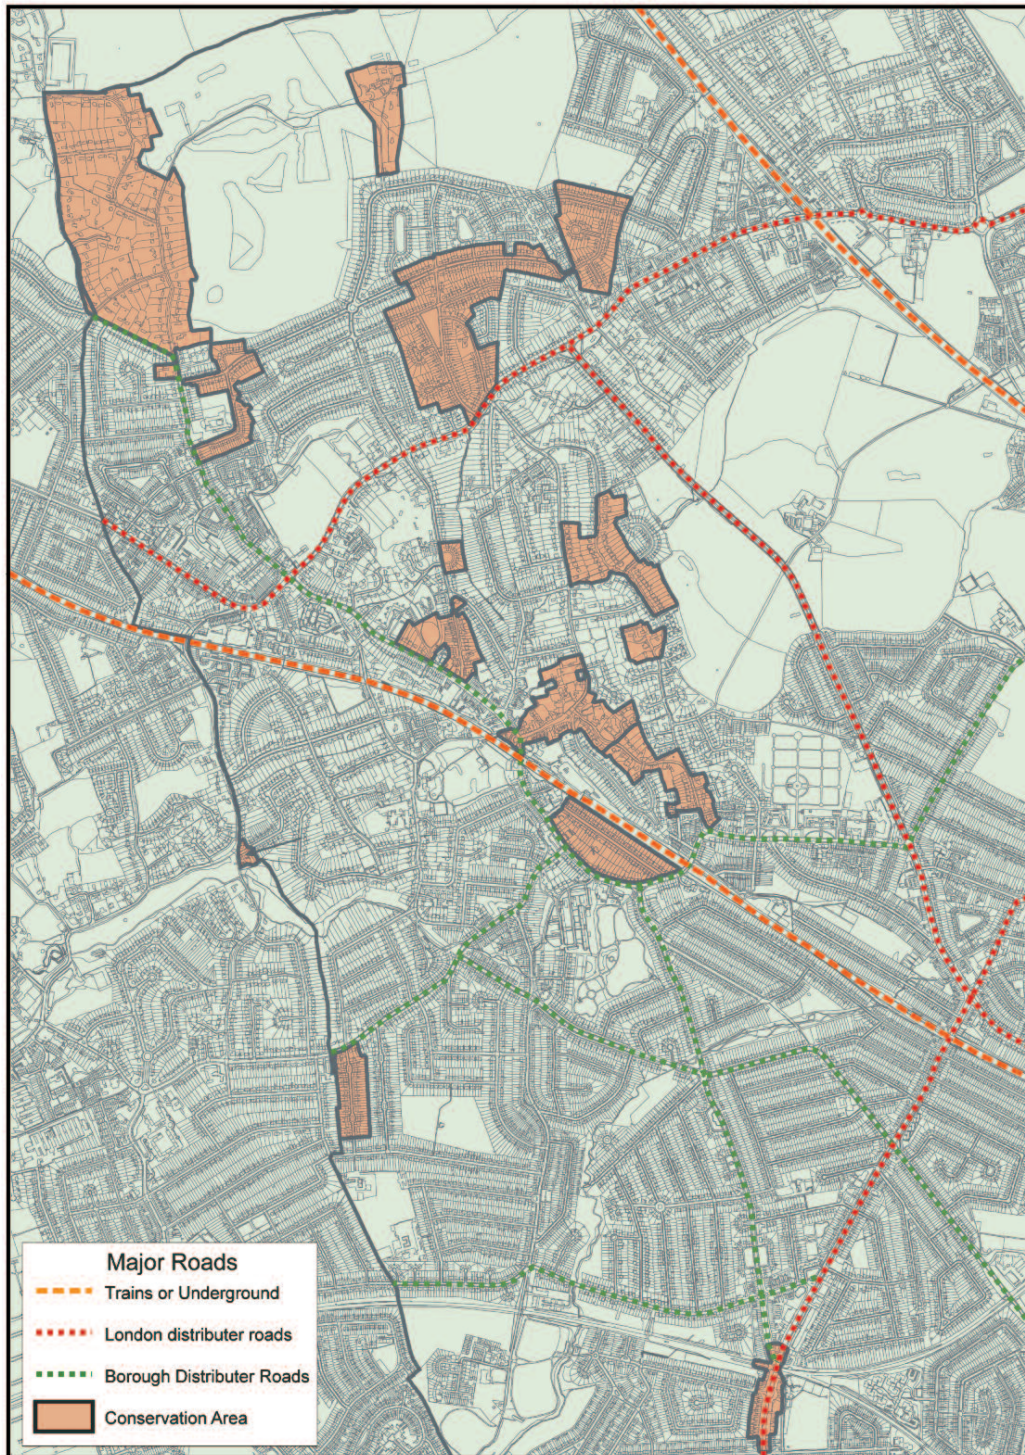 Major Roads
Trains or Underground
London distributer roads
Borough Distributer Roads
Conservation Area